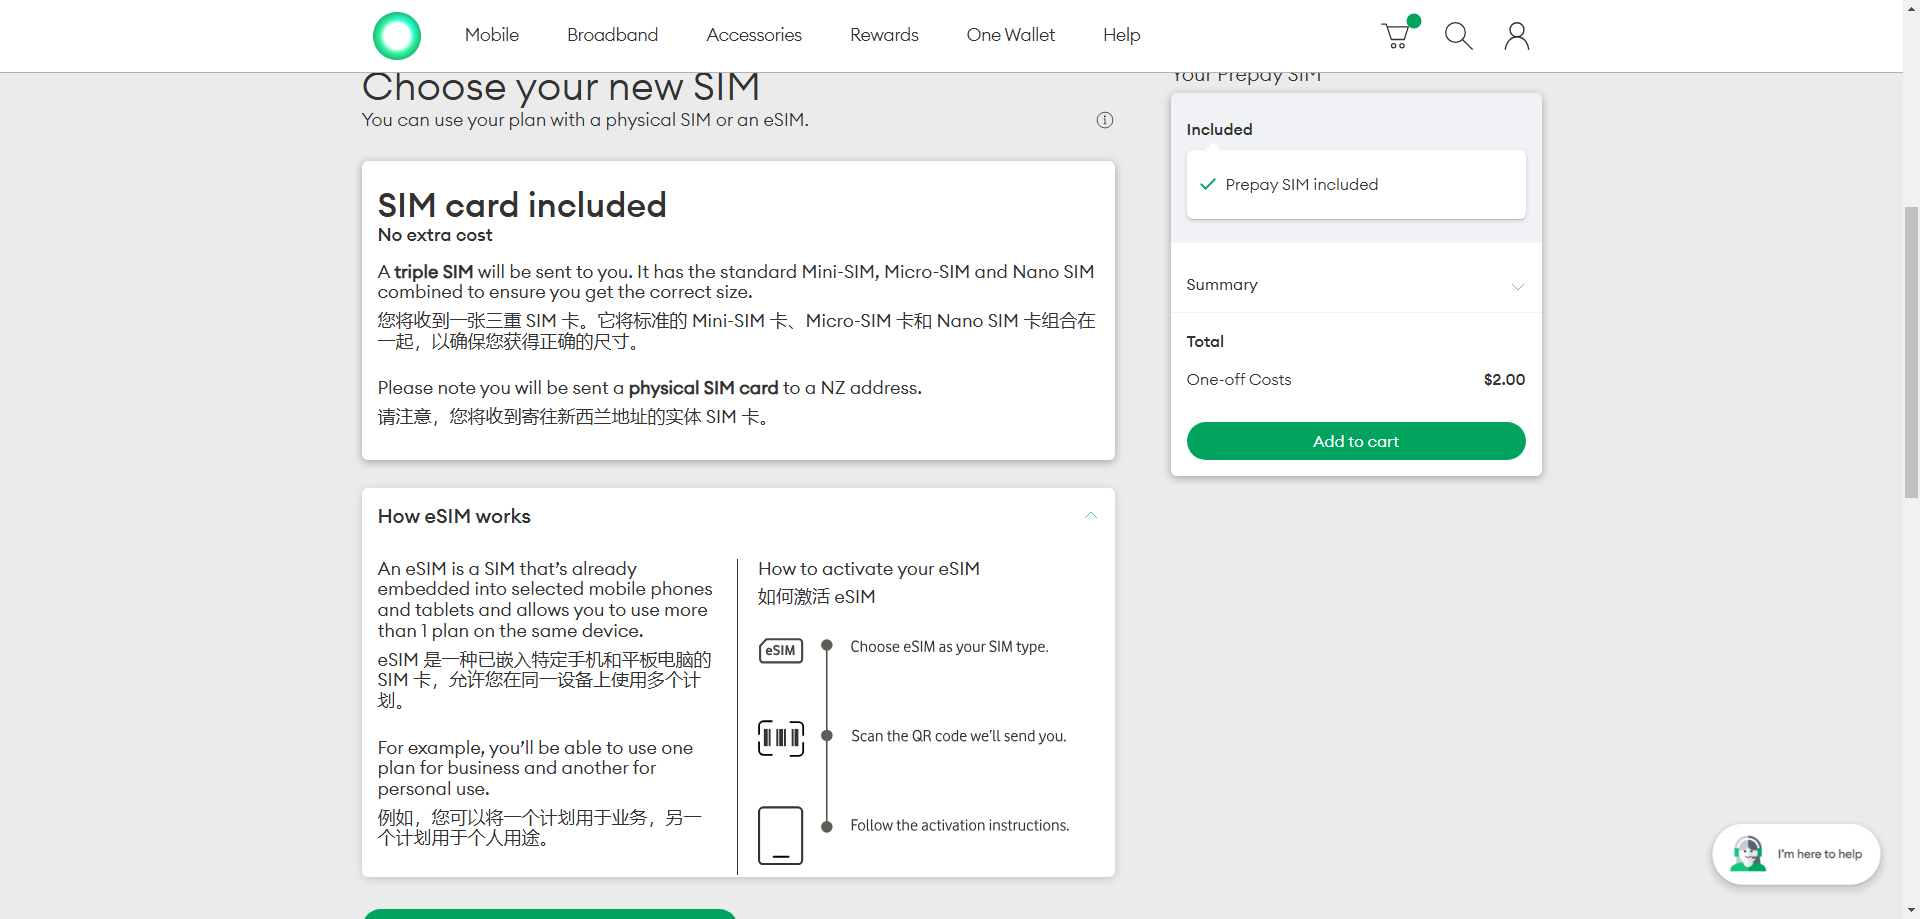 Mobile
Broadband
Accessories
Rewards
One Wallet
Help
Choose your new SIM
You can use your plan with a physical SIM or an eSIM.
SIM card included
No extra cost
A triple SIM will be sent to you. It has the standard Mini-SIM, Micro-SIM and Nano SIM
combined to ensure you get the correct size.
您将收到一张三重 SIM 卡。它将标准的 Mini-SIM 卡、Micro-SIM 卡和 Nano SIM 卡组合在
一起，以确保您获得正确的尺寸。
Please note you will be sent a physical SIM card to a NZ address.
请注意，您将收到寄往新西兰地址的实体 SIM 卡。
How eSIM works
An eSIM is a SIM that’s already
embedded into selected mobile phones
and tablets and allows you to use more
than 1 plan on the same device.
eSIM 是一种已嵌入特定手机和平板电脑的
SIM 卡，允许您在同一设备上使用多个计
划。
For example, you’ll be able to use one
plan for business and another for
personal use.
例如，您可以将一个计划用于业务，另一
个计划用于个人用途。
How to activate your eSIM
如何激活 eSIM
eSIM
Choose eSIM as your SIM type.
Scan the QR code we’ll send you.
Follow the activation instructions.
Your Prepay SIM
Included
Prepay SIM included
Summary
Total
One-off Costs
$2.00
Add to cart
I’m here to help